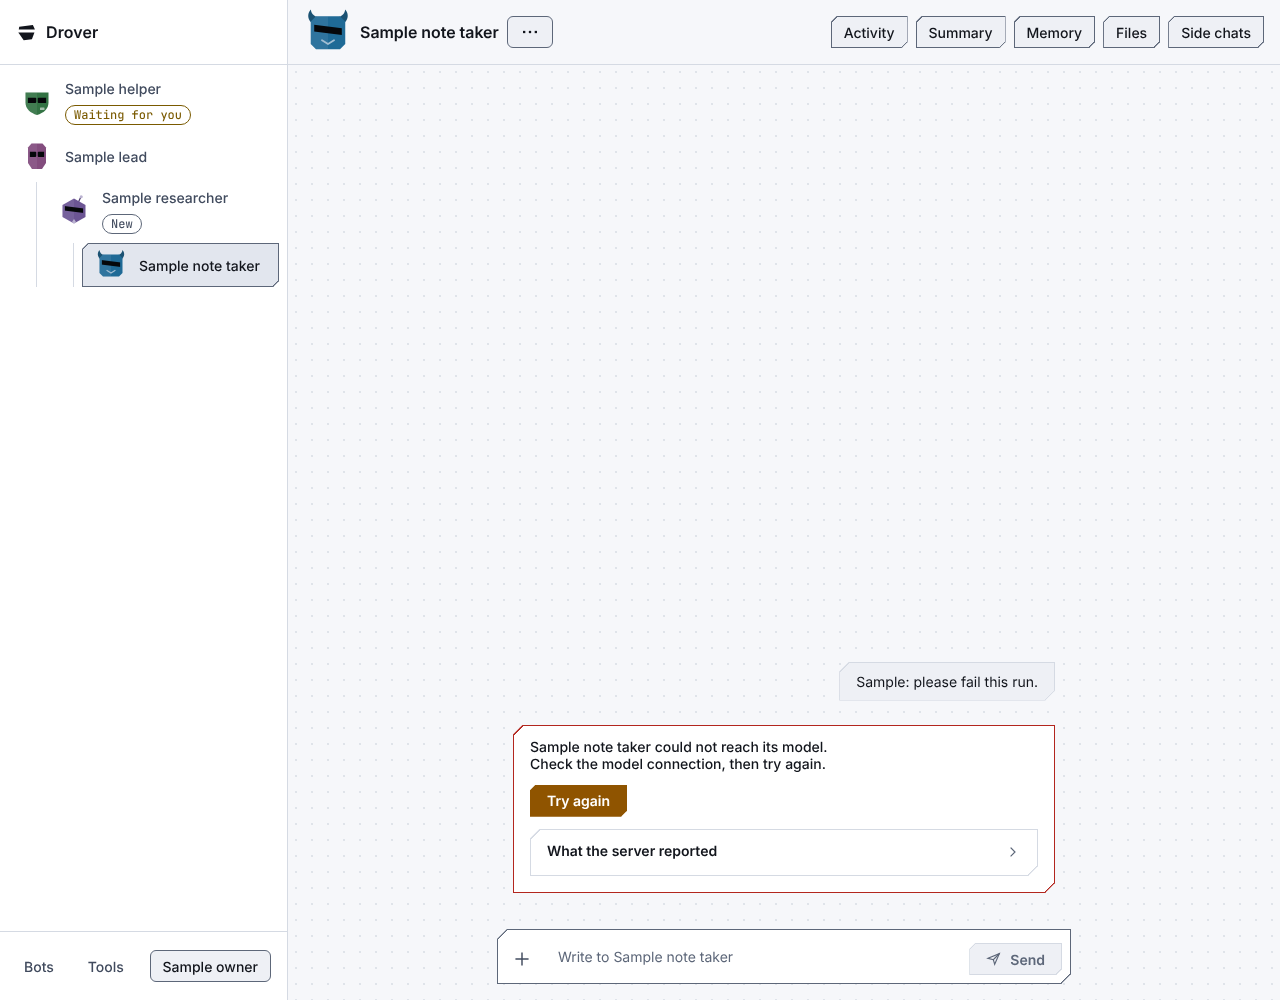 Drover
Sample note taker
Activity
Summary
Memory
Files
Side chats
Sample helper
Waiting for you
Sample lead
Sample researcher
New
Sample note taker
Sample: please fail this run.
Sample note taker could not reach its model.
Check the model connection, then try again.
Try again
What the server reported
Write to Sample note taker
Send
Bots
Tools
Sample owner